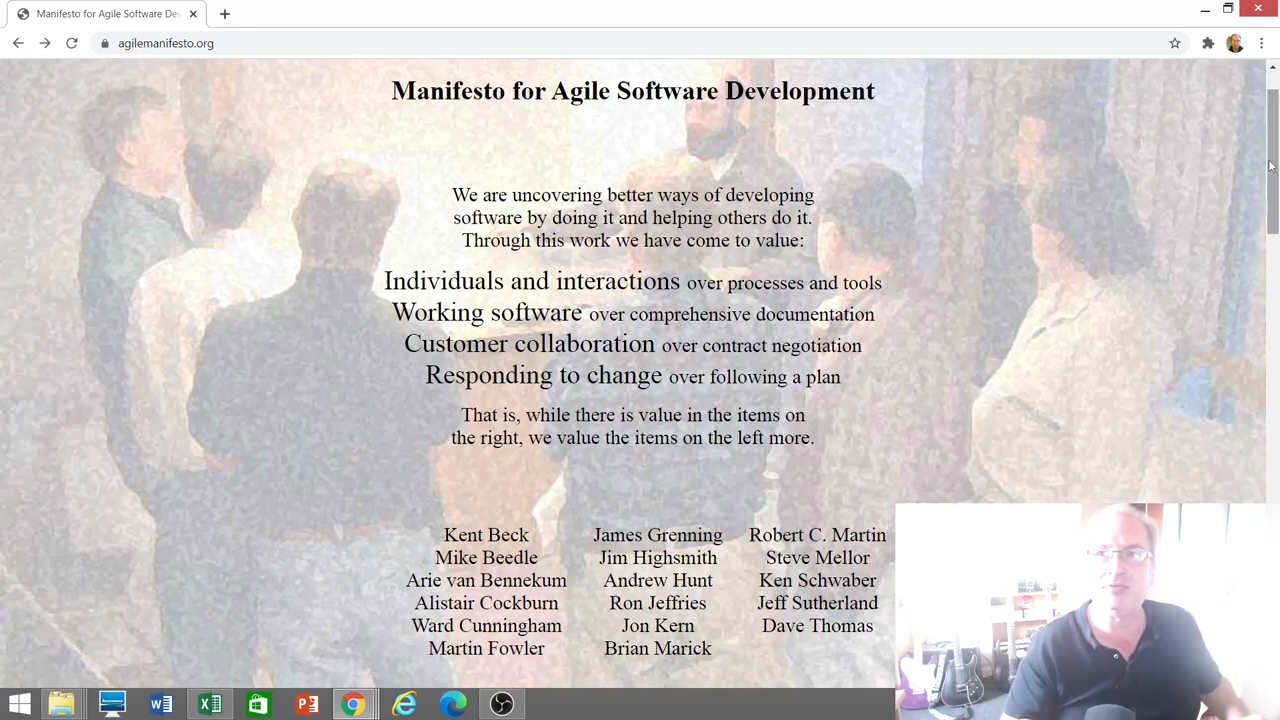 Manifesto for Agile Software Dev
agilemanifesto.org
Manifesto for Agile Software Development
We are uncovering better ways of developing
software by doing it and helping others do it.
Through this work we have come to value:
Individuals and interactions over processes and tools
Working software over comprehensive documentation
Customer collaboration over contract negotiation
Responding to change over following a plan
That is, while there is value in the items on
the right, we value the items on the left more.
Kent Beck James Grenning Robert C. Martin
Mike Beedle Jim Highsmith Steve Mellor
Arie van Bennekum Andrew Hunt Ken Schwaber
Alistair Cockburn Ron Jeffries Jeff Sutherland
Ward Cunningham Jon Kern Dave Thomas
Martin Fowler Brian Marick